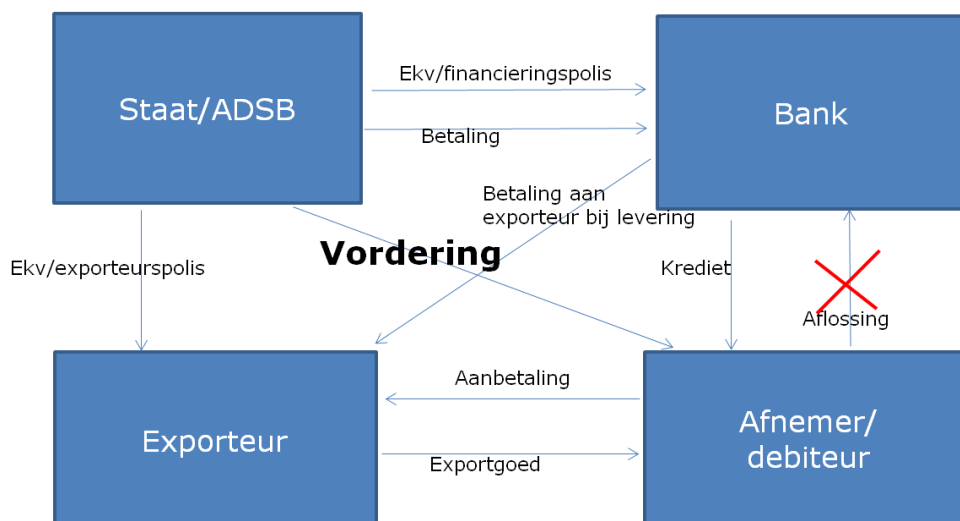 Staat/ADSB
Ekv/financieringspolis
Betaling
Bank
Betaling aan
exporteur bij levering
Vordering
Ekv/exporteurspolis
Krediet
Aflossing
Exporteur
Aanbetaling
Exportgoed
Afnemer/
debiteur